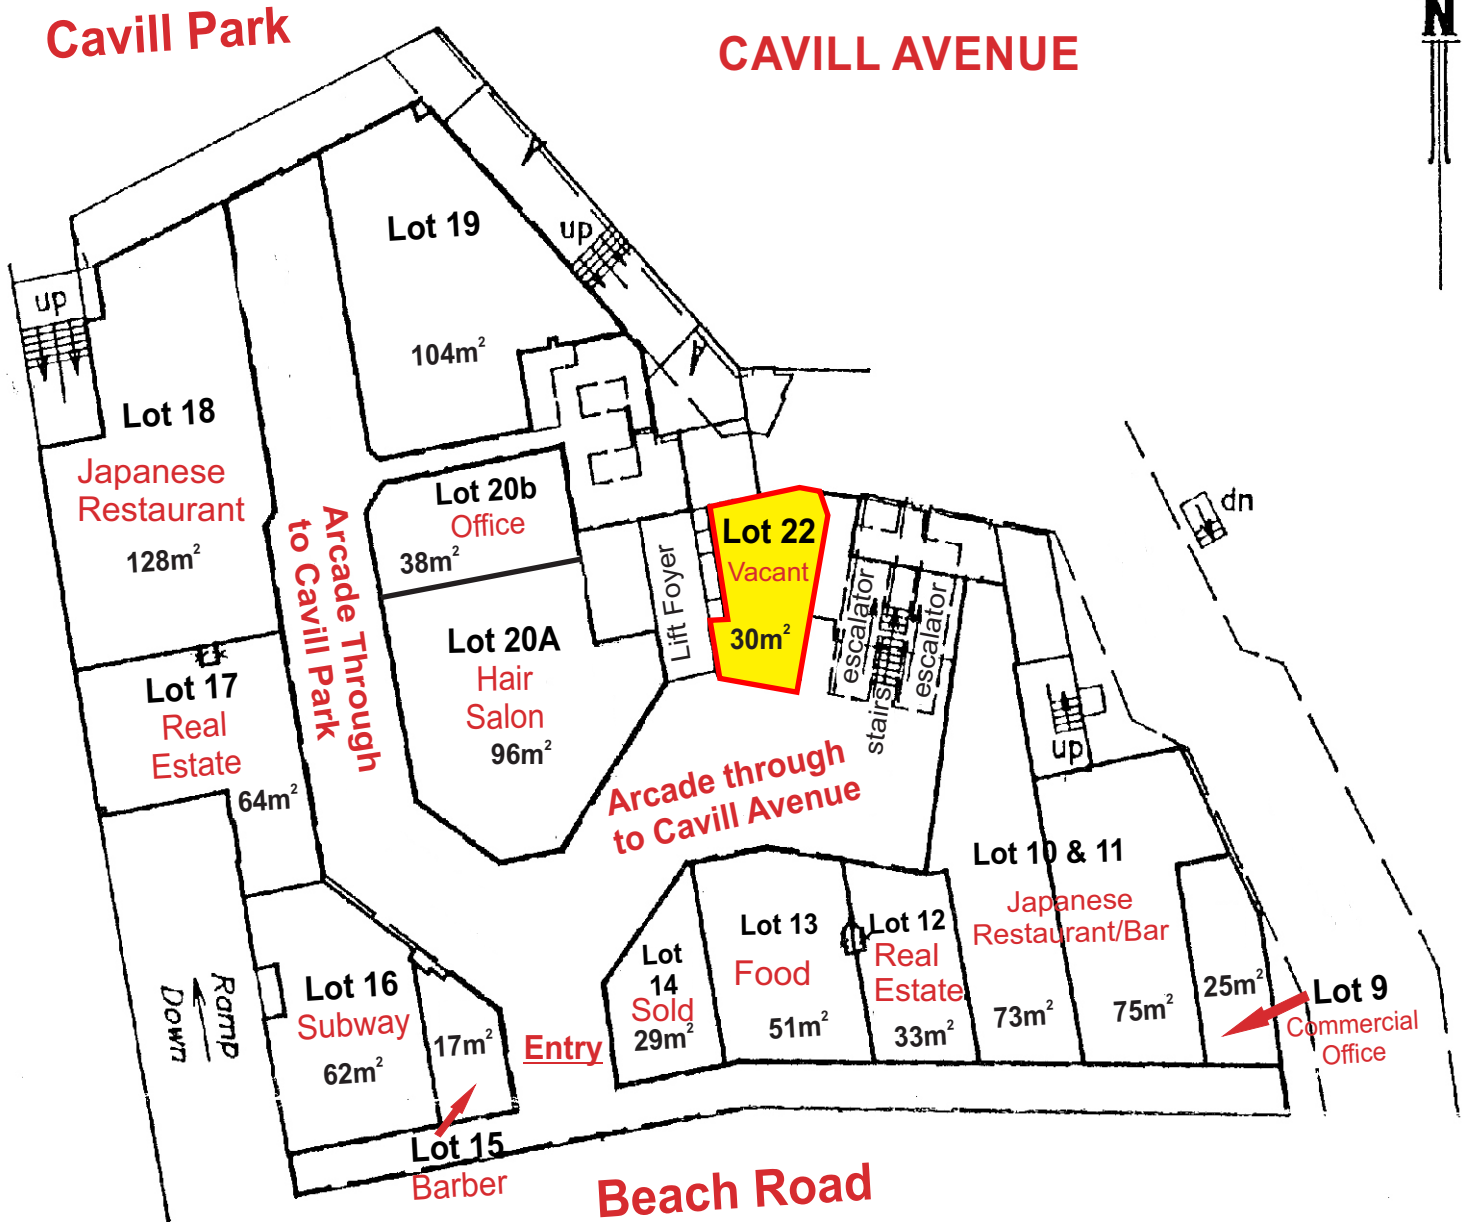 Cavill Park
CAVILL AVENUE
N
Lot 19
104m²
up
up
Lot 18
Japanese
Restaurant
128m²
Arcade Through
to Cavill Park
Lot 20b
Office
38m²
Lot 20A
Hair
Salon
96m²
Lift Foyer
Lot 22
Vacant
30m²
escalator
stairs
escalator
dn
up
Lot 17
Real
Estate
64m²
Arcade through
to Cavill Avenue
Lot 10 & 11
Japanese
Restaurant/Bar
73m²
75m²
Lot 12
Real
Estate
33m²
Lot 13
Food
51m²
Lot
14
Sold
29m²
25m²
Lot 9
Commercial
Office
Lot 16
Subway
62m²
17m²
Entry
Ramp
Down
Lot 15
Barber
Beach Road